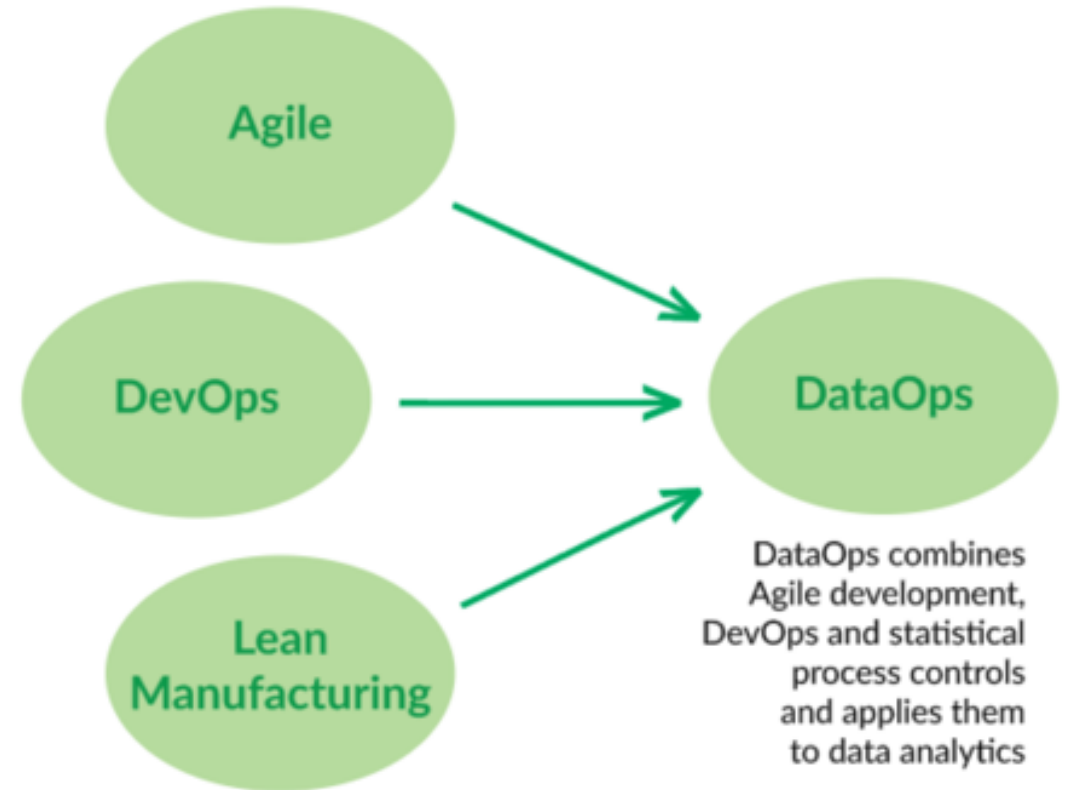 Agile
DevOps
Lean
Manufacturing
DataOps
DataOps combines
Agile development,
DevOps and statistical
process controls
and applies them
to data analytics